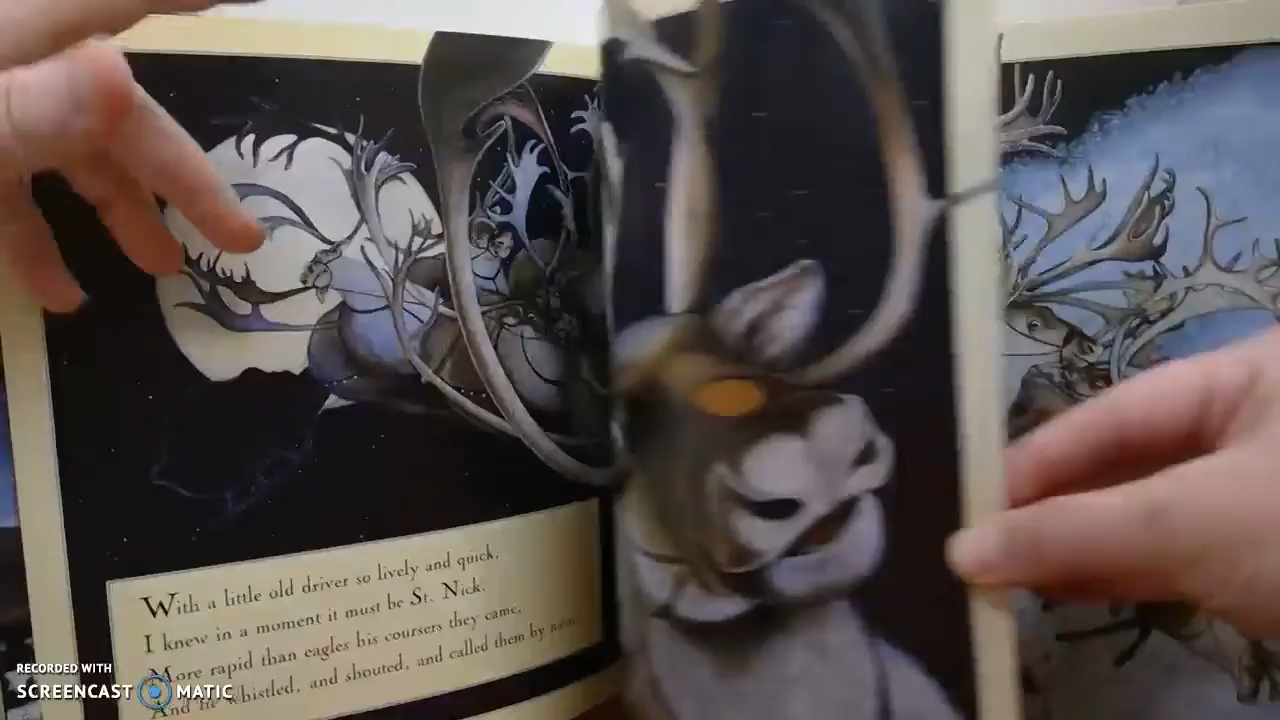 With a little old driver so lively and quick,
I knew in a moment it must be St. Nick.
More rapid than eagles his coursers they came,
And he whistled, and shouted, and called them by name
RECORDED WITH
SCREENCAST MATIC